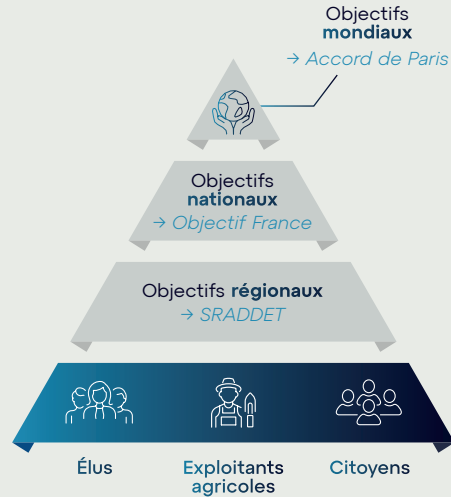 Objectifs
mondiaux
→ Accord de Paris
Objectifs
nationaux
→ Objectif France
Objectifs régionaux
→ SRADDET
Élus
Exploitants
agricoles
Citoyens